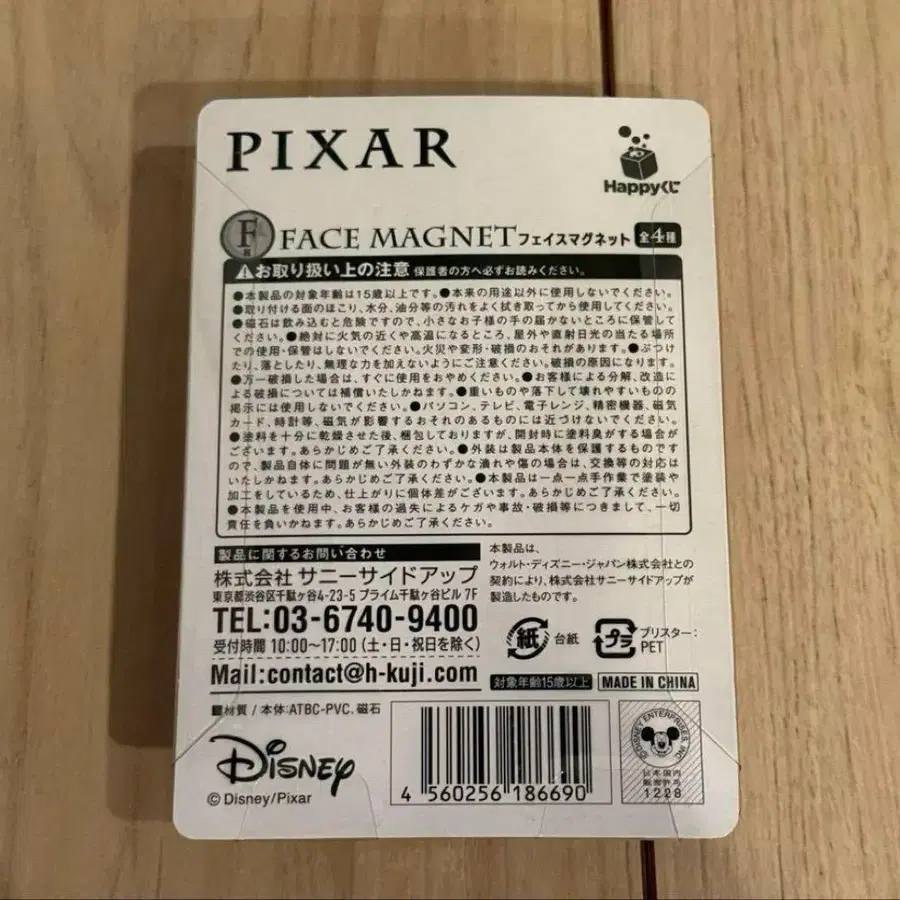 PIXAR
Happyくじ
F賞 FACE MAGNET フェイスマグネット 全4種
お取り扱い上の注意 保護者の方へ必ずお読みください。
●本製品の対象年齢は15歳以上です。●本来の用途以外に使用しないでください。
●取り付ける面のほこり、水分、油分等の汚れをよく拭き取ってから使用してください。
●磁石は飲み込むと危険ですので、小さなお子様の手の届かないところに保管して
ください。●絶対に火気の近くや高温になるところ、屋外や直射日光の当たる場所
での使用・保管はしないでください。火災や変形・破損のおそれがあります。●ぶつけ
たり、落としたり、無理な力を加えないようにご注意ください。破損の原因になります。
●万一破損した場合は、すぐに使用をおやめください。●お客様による分解、改造に
よる破損については補償いたしかねます。●重いものや落下して壊れやすいものの
掲示には使用しないでください。●パソコン、テレビ、電子レンジ、精密機器、磁気
カード、時計等、磁気が影響するおそれのあるものには近づけないでください。
●塗料を十分に乾燥させた後、梱包しておりますが、開封時に塗料臭がする場合が
ございます。あらかじめご了承ください。●外装は製品本体を保護するものです
ので、製品自体に問題が無い外装のわずかな潰れや傷の場合は、交換等の対応は
いたしかねます。あらかじめご了承ください。●本製品は一点一点手作業で塗装や
加工をしているため、仕上がりに個体差がございます。あらかじめご了承ください。
●本製品を使用中、お客様の過失によるケガや事故・破損等につきまして、一切
責任を負いかねます。あらかじめご了承ください。
製品に関するお問い合わせ
株式会社 サニーサイドアップ
東京都渋谷区千駄ヶ谷4-23-5 プライム千駄ヶ谷ビル 7F
TEL:03-6740-9400
受付時間 10:00〜17:00 (土・日・祝日を除く)
Mail:contact@h-kuji.com
本製品は、
ウォルト・ディズニー・ジャパン株式会社との
契約により、株式会社サニーサイドアップが
製造したものです。
紙 台紙
プラ ブリスター:
PET
対象年齢15歳以上
MADE IN CHINA
■材質 / 本体:ATBC-PVC、磁石
Disney
© Disney/Pixar
4 560256 186690
©DISNEY ENTERPRISES INC
日本国内
販売許可
1228